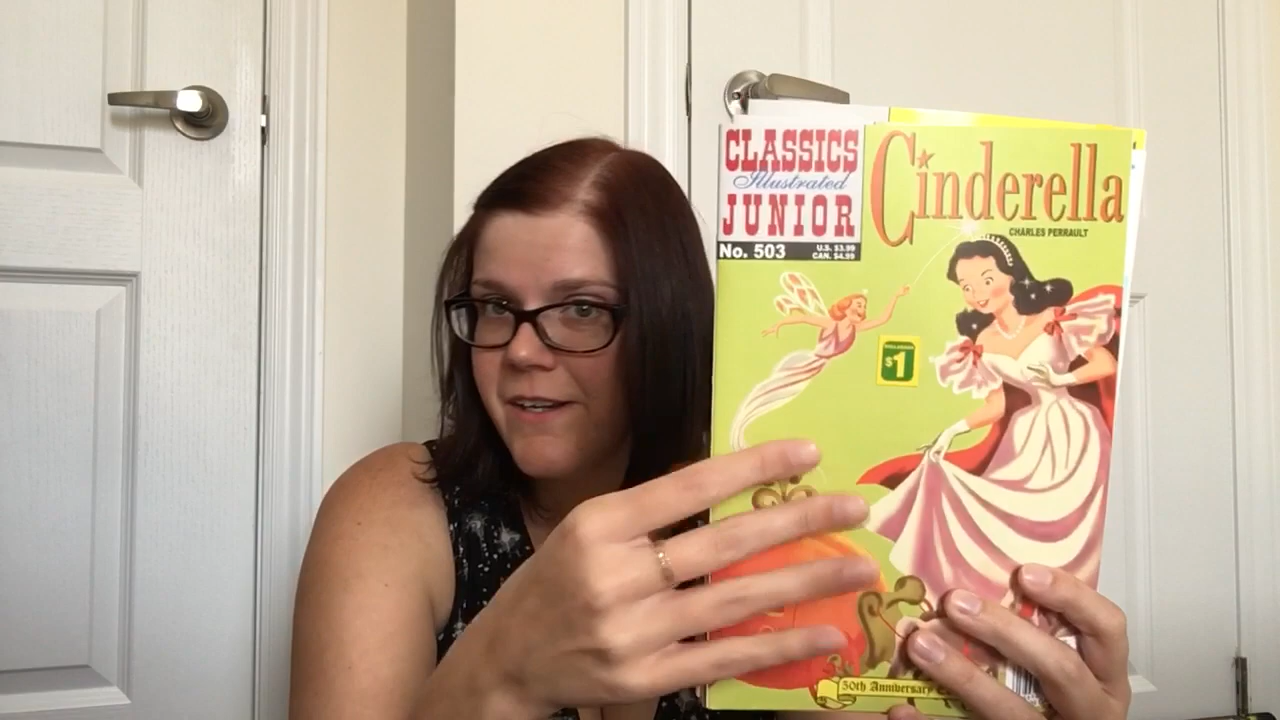 CLASSICS
Illustrated
JUNIOR
No. 503
U.S. $3.99
CAN. $4.99
Cinderella
CHARLES PERRAULT
$1
50th Anniversary